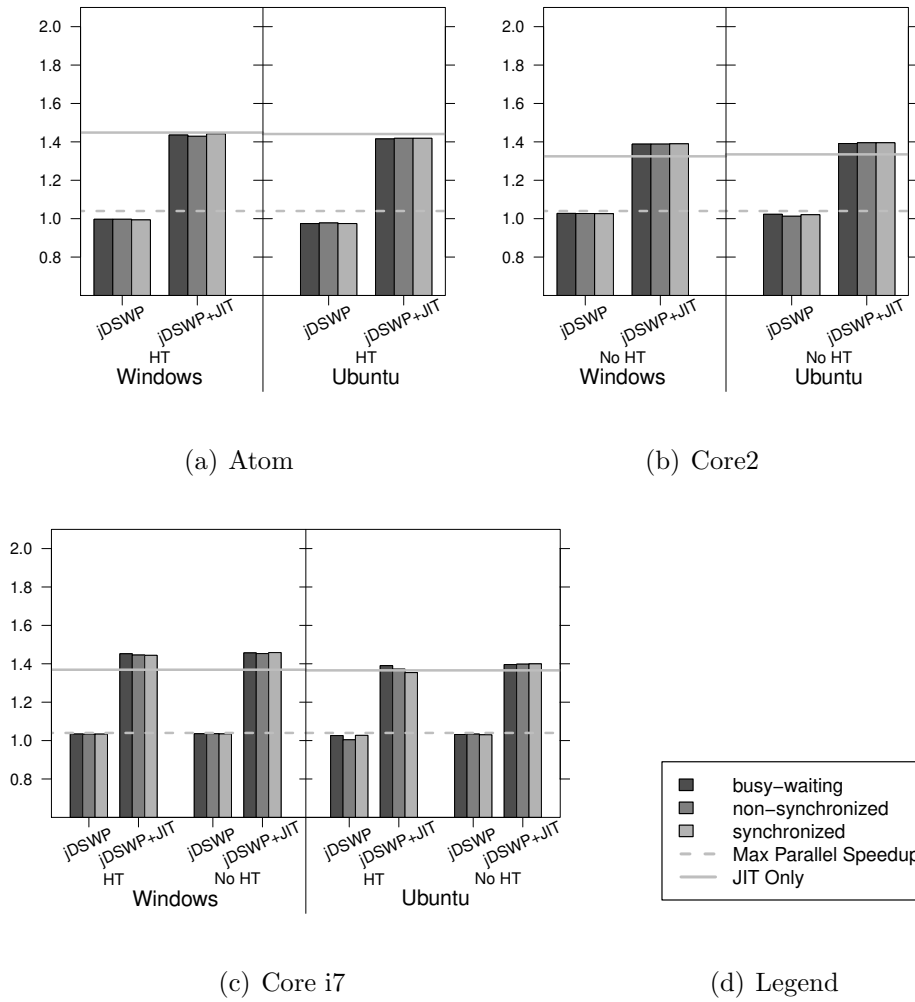 2.0
1.8
1.6
1.4
1.2
1.0
0.8
jDSWP
jDSWP+JIT
jDSWP
jDSWP+JIT
HT
HT
Windows
Ubuntu
(a) Atom
2.0
1.8
1.6
1.4
1.2
1.0
0.8
jDSWP
jDSWP+JIT
jDSWP
jDSWP+JIT
No HT
No HT
Windows
Ubuntu
(b) Core2
2.0
1.8
1.6
1.4
1.2
1.0
0.8
jDSWP
jDSWP+JIT
jDSWP
jDSWP+JIT
jDSWP
jDSWP+JIT
jDSWP
jDSWP+JIT
HT
No HT
HT
No HT
Windows
Ubuntu
(c) Core i7
busy−waiting
non−synchronized
synchronized
Max Parallel Speedup
JIT Only
(d) Legend